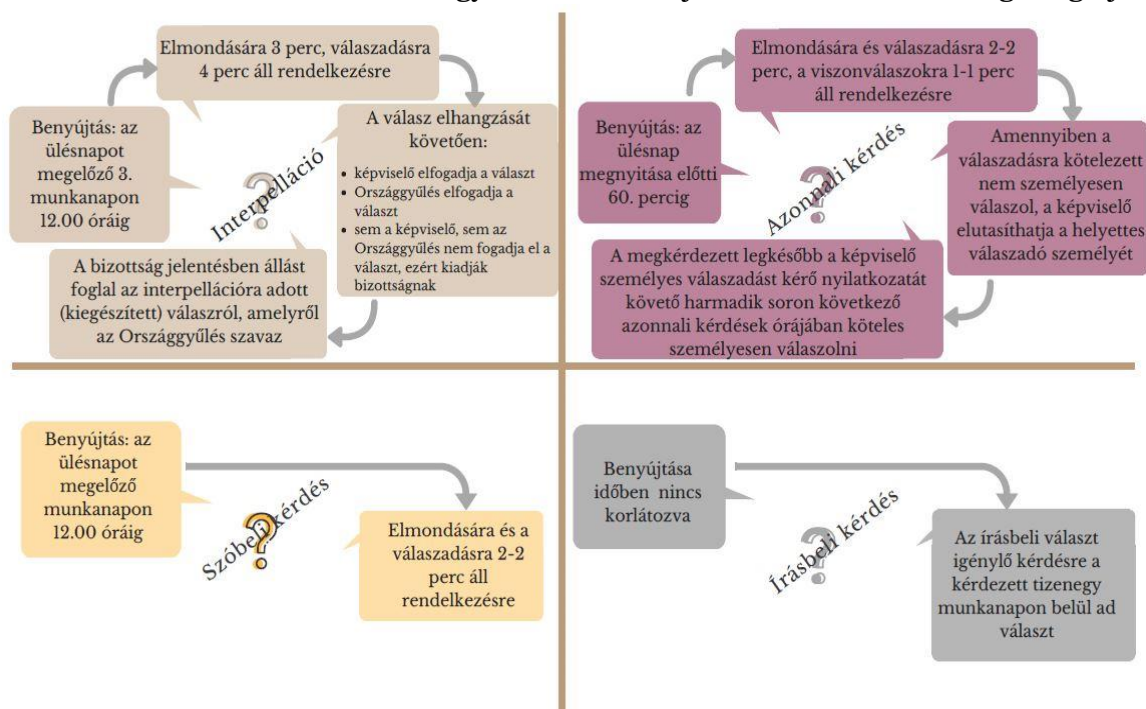 Elmondására 3 perc, válaszadásra
4 perc áll rendelkezésre
Benyújtás: az
ülésnapot
megelőző 3.
munkanapon
12.00 óráig
Interpelláció
A válasz elhangzását
követően:
• képviselő elfogadja a választ
• Országgyűlés elfogadja a
választ
• sem a képviselő, sem az
Országgyűlés nem fogadja el a
választ, ezért kiadják
bizottságnak
A bizottság jelentésben állást
foglal az interpellációra adott
(kiegészített) válaszról, amelyről
az Országgyűlés szavaz
Elmondására és válaszadásra 2-2
perc, a viszonválaszokra 1-1 perc
áll rendelkezésre
Benyújtás: az
ülésnap
megnyitása előtti
60. percig
Azonnali kérdés
Amennyiben a
válaszadásra kötelezett
nem személyesen
válaszol, a képviselő
elutasíthatja a helyettes
válaszadó személyét
A megkérdezett legkésőbb a képviselő
személyes válaszadást kérő nyilatkozatát
követő harmadik soron következő
azonnali kérdések órájában köteles
személyesen válaszolni
Benyújtás: az
ülésnapot
megelőző
munkanapon
12.00 óráig
Szóbeli kérdés
Elmondására és a
válaszadásra 2-2
perc áll
rendelkezésre
Benyújtása
időben nincs
korlátozva
Írásbeli kérdés
Az írásbeli választ
igénylő kérdésre a
kérdezett tizenegy
munkanapon belül ad
választ